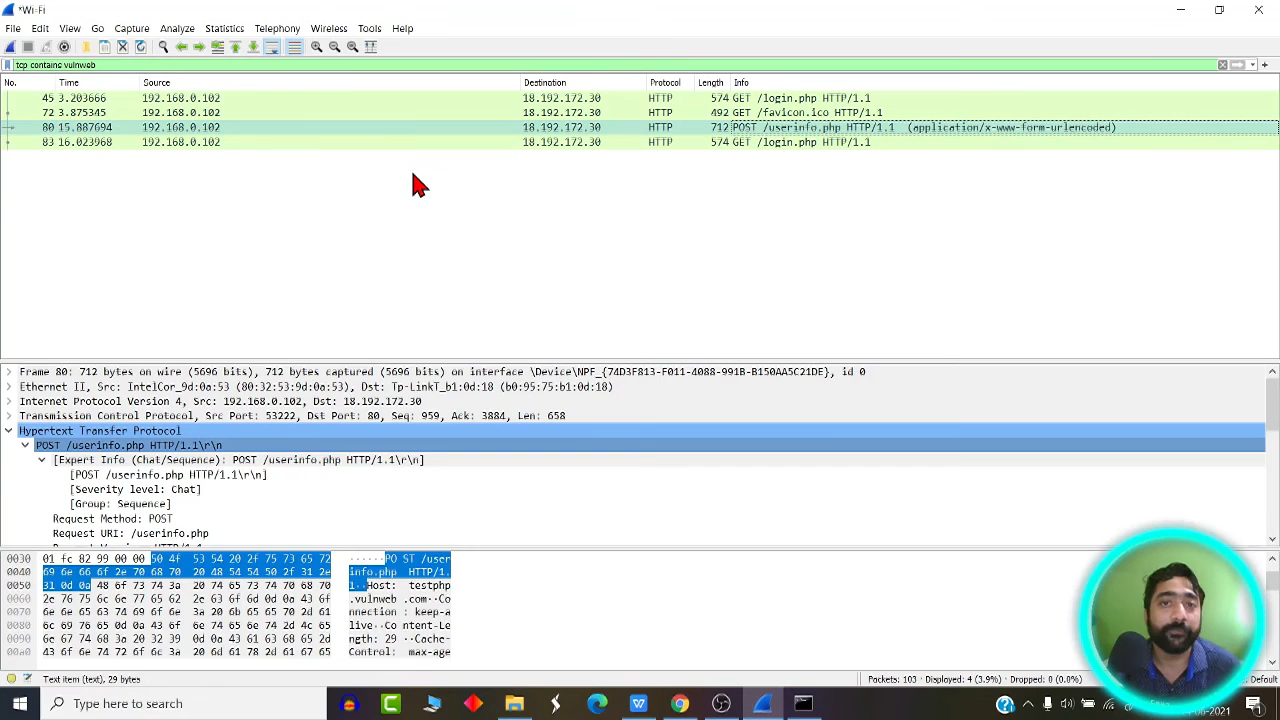 *Wi-Fi
File Edit View Go Capture Analyze Statistics Telephony Wireless Tools Help
tcp contains vulnweb
No. Time Source Destination Protocol Length Info
45 3.203666 192.168.0.102 18.192.172.30 HTTP 574 GET /login.php HTTP/1.1
72 3.875345 192.168.0.102 18.192.172.30 HTTP 492 GET /favicon.ico HTTP/1.1
80 15.887694 192.168.0.102 18.192.172.30 HTTP 712 POST /userinfo.php HTTP/1.1 (application/x-www-form-urlencoded)
83 16.023968 192.168.0.102 18.192.172.30 HTTP 574 GET /login.php HTTP/1.1
Frame 80: 712 bytes on wire (5696 bits), 712 bytes captured (5696 bits) on interface \Device\NPF_{74D3F813-F011-4088-991B-B150AA5C21DE}, id 0
Ethernet II, Src: IntelCor_9d:0a:53 (80:32:53:9d:0a:53), Dst: Tp-LinkT_b1:0d:18 (b0:95:75:b1:0d:18)
Internet Protocol Version 4, Src: 192.168.0.102, Dst: 18.192.172.30
Transmission Control Protocol, Src Port: 53222, Dst Port: 80, Seq: 959, Ack: 3884, Len: 658
Hypertext Transfer Protocol
POST /userinfo.php HTTP/1.1\r\n
[Expert Info (Chat/Sequence): POST /userinfo.php HTTP/1.1\r\n]
[POST /userinfo.php HTTP/1.1\r\n]
[Severity level: Chat]
[Group: Sequence]
Request Method: POST
Request URI: /userinfo.php
0030 01 fc 82 99 00 00 50 4f 53 54 20 2f 75 73 65 72 ······PO ST /user
0040 69 6e 66 6f 2e 70 68 70 20 48 54 54 50 2f 31 2e info.php HTTP/1.
0050 31 0d 0a 48 6f 73 74 3a 20 74 65 73 74 70 68 70 1··Host: testphp
0060 2e 76 75 6c 6e 77 65 62 2e 63 6f 6d 0d 0a 43 6f .vulnweb .com··Co
0070 6e 6e 65 63 74 69 6f 6e 3a 20 6b 65 65 70 2d 61 nnection : keep-a
0080 6c 69 76 65 0d 0a 43 6f 6e 74 65 6e 74 2d 4c 65 live··Co ntent-Le
0090 6e 67 74 68 3a 20 32 39 0d 0a 43 61 63 68 65 2d ngth: 29 ··Cache-
00a0 43 6f 6e 74 72 6f 6c 3a 20 6d 61 78 2d 61 67 65 Control: max-age
Text item (text), 29 bytes Packets: 103 · Displayed: 4 (3.9%) · Dropped: 0 (0.0%) Default
Type here to search